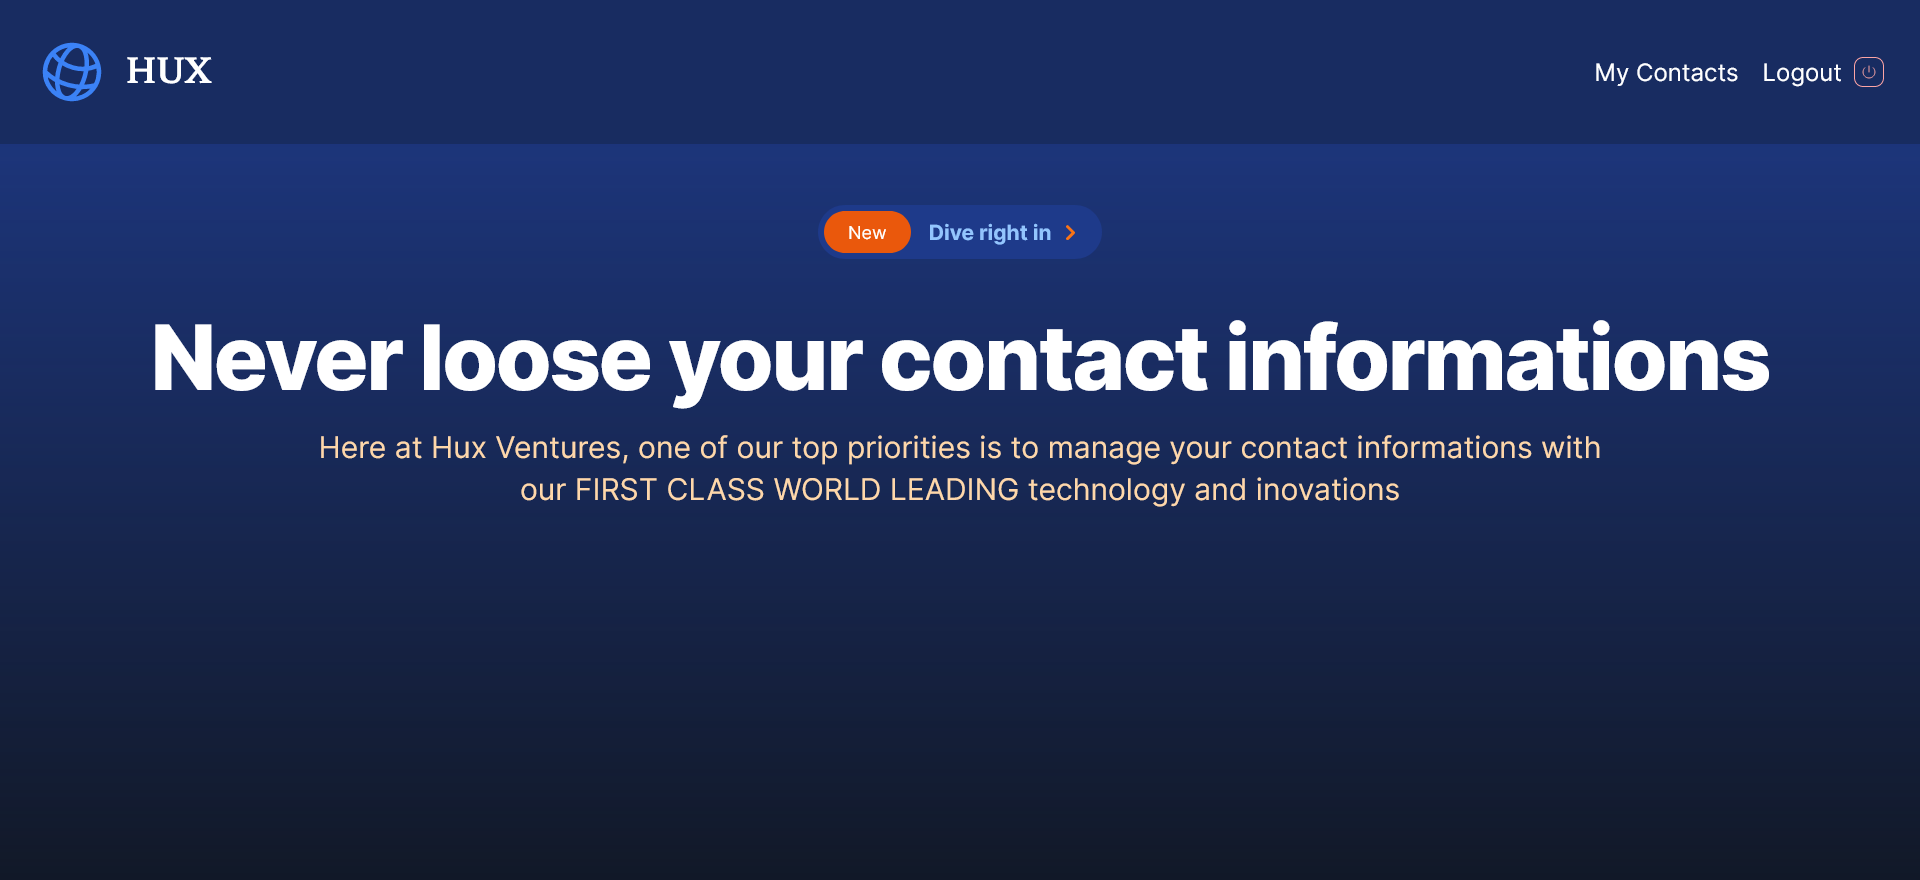 HUX
My Contacts Logout
New Dive right in
Never loose your contact informations
Here at Hux Ventures, one of our top priorities is to manage your contact informations with
our FIRST CLASS WORLD LEADING technology and inovations